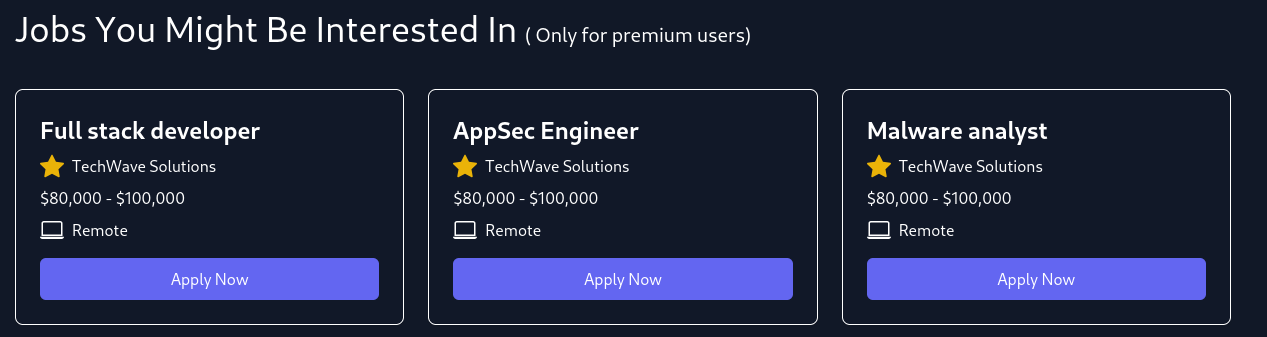 Jobs You Might Be Interested In ( Only for premium users)
Full stack developer
TechWave Solutions
$80,000 - $100,000
Remote
Apply Now
AppSec Engineer
TechWave Solutions
$80,000 - $100,000
Remote
Apply Now
Malware analyst
TechWave Solutions
$80,000 - $100,000
Remote
Apply Now